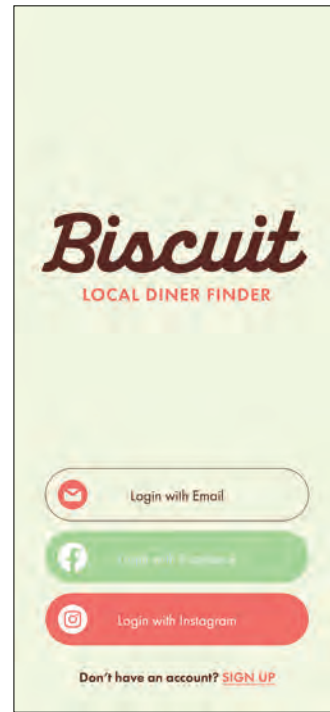 Biscuit
LOCAL DINER FINDER
Login with Email
Login with Instagram
Don't have an account? SIGN UP